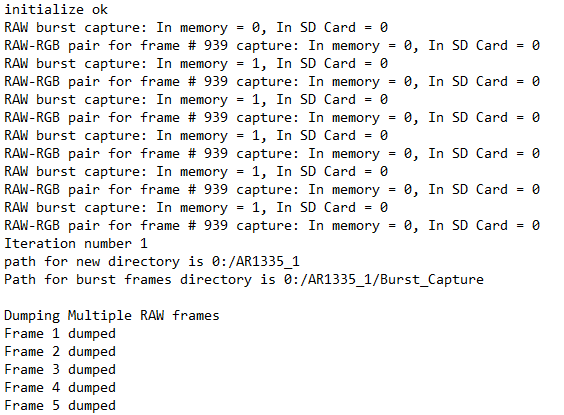 initialize ok
RAW burst capture: In memory = 0, In SD Card = 0
RAW-RGB pair for frame # 939 capture: In memory = 0, In SD Card = 0
RAW burst capture: In memory = 1, In SD Card = 0
RAW-RGB pair for frame # 939 capture: In memory = 0, In SD Card = 0
RAW burst capture: In memory = 1, In SD Card = 0
RAW-RGB pair for frame # 939 capture: In memory = 0, In SD Card = 0
RAW burst capture: In memory = 1, In SD Card = 0
RAW-RGB pair for frame # 939 capture: In memory = 0, In SD Card = 0
RAW burst capture: In memory = 1, In SD Card = 0
RAW-RGB pair for frame # 939 capture: In memory = 0, In SD Card = 0
RAW burst capture: In memory = 1, In SD Card = 0
RAW-RGB pair for frame # 939 capture: In memory = 0, In SD Card = 0
Iteration number 1
path for new directory is 0:/AR1335_1
Path for burst frames directory is 0:/AR1335_1/Burst_Capture

Dumping Multiple RAW frames
Frame 1 dumped
Frame 2 dumped
Frame 3 dumped
Frame 4 dumped
Frame 5 dumped